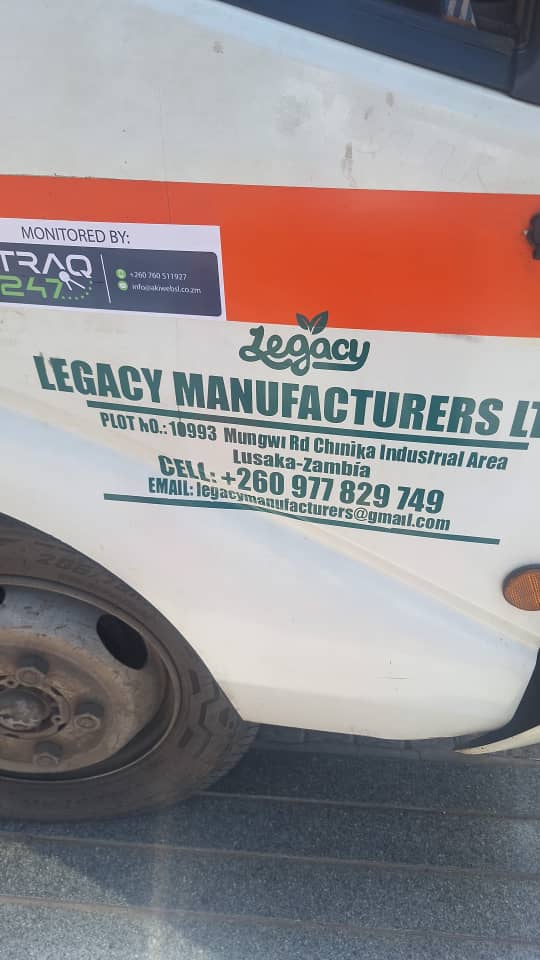 MONITORED BY:
TRAQ
247
+260 760 511927
info@akiwebsl.co.zm
Legacy
LEGACY MANUFACTURERS LT
PLOT NO.: 10993 Mungwi Rd Chinika Industrial Area
Lusaka-Zambia
CELL: +260 977 829 749
EMAIL: legacymanufacturers@gmail.com